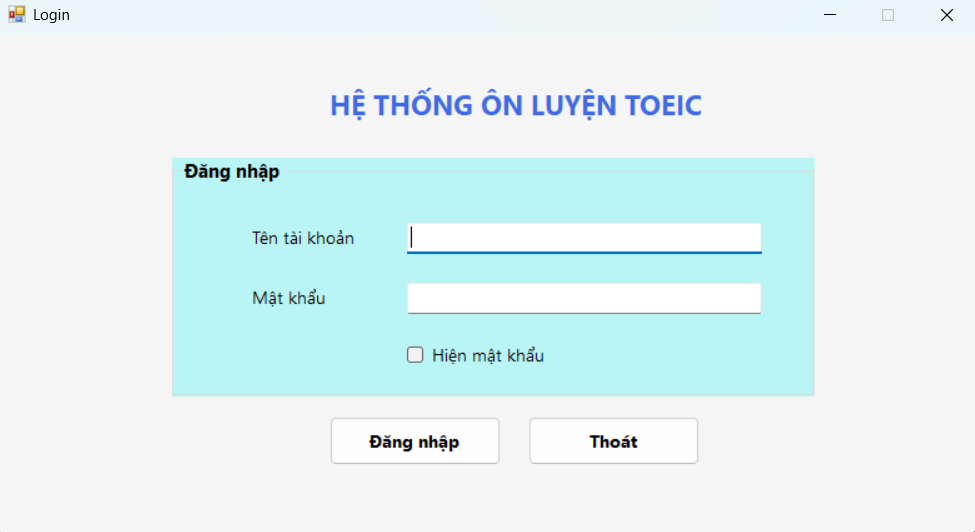 Login
HỆ THỐNG ÔN LUYỆN TOEIC
Đăng nhập
Tên tài khoản
Mật khẩu
Hiện mật khẩu
Đăng nhập Thoát